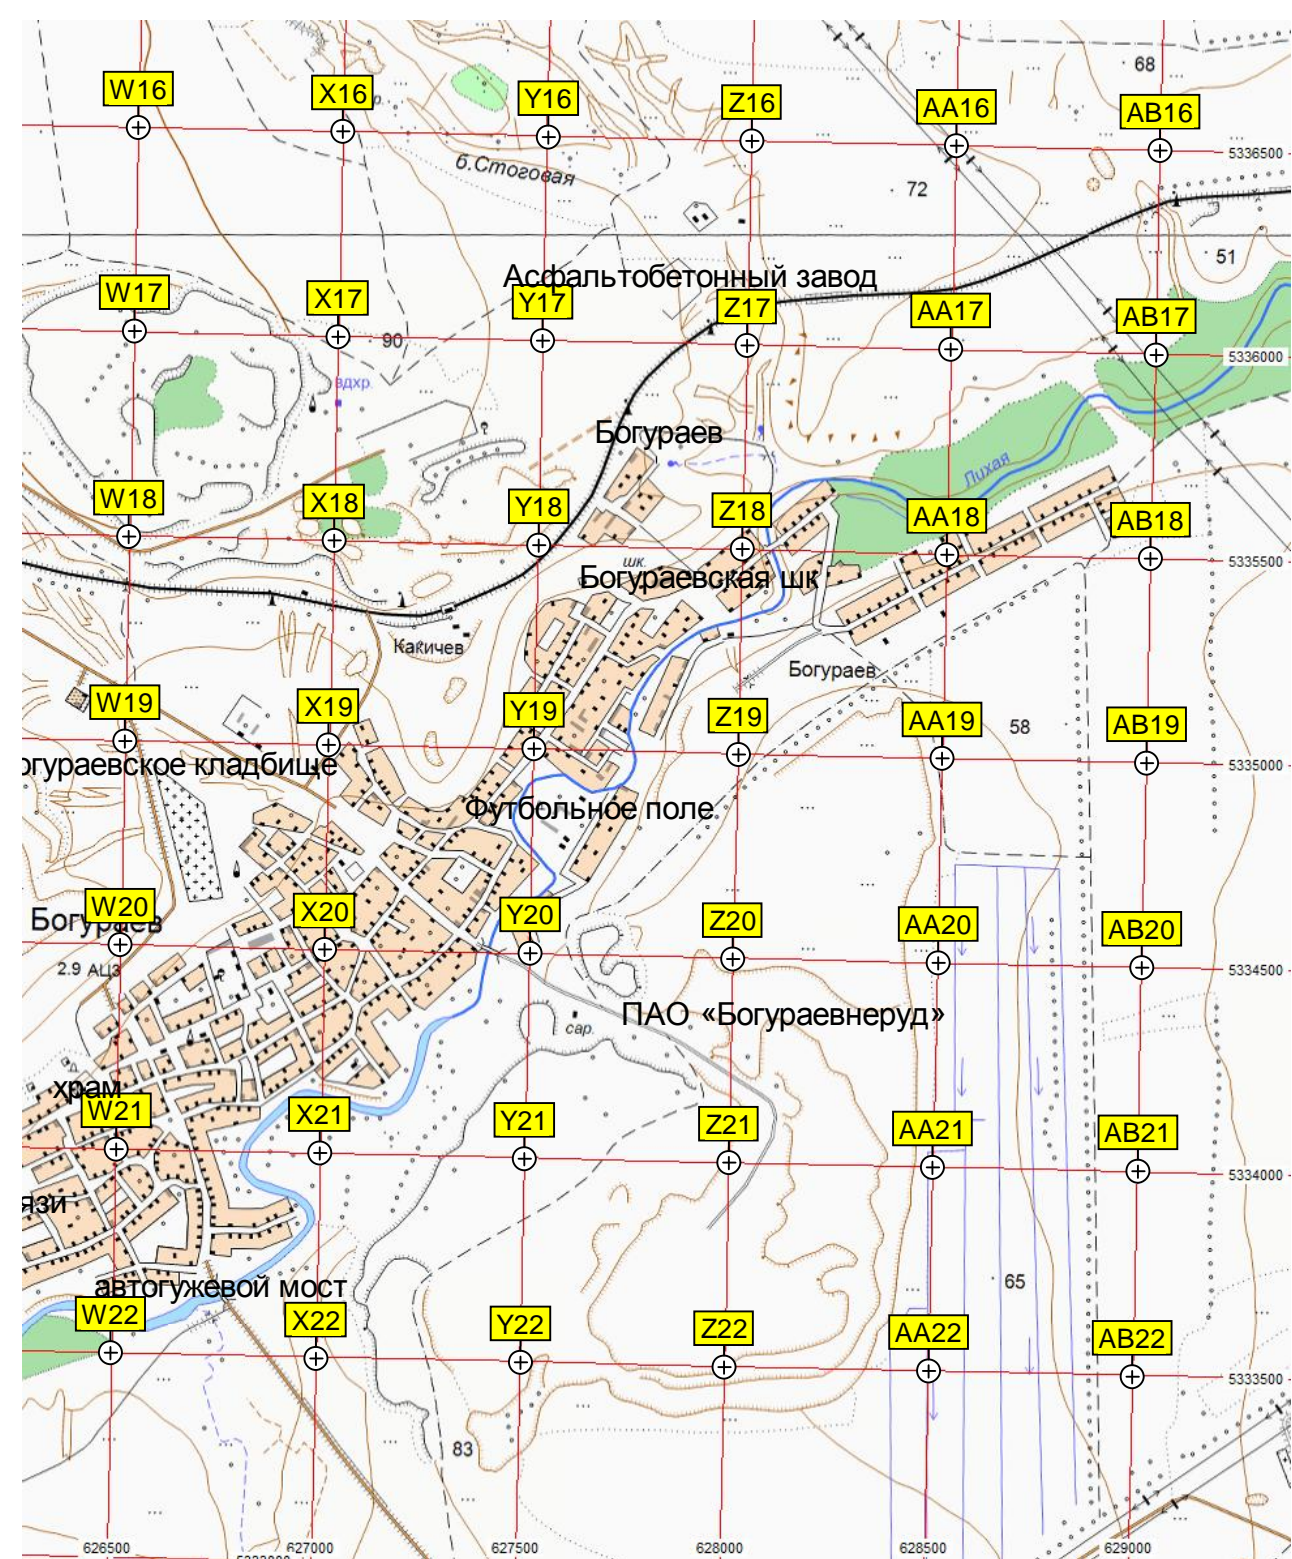 68
W16 X16 Y16 Z16 AA16 AB16
5336500
б.Стоговая
72
51
Асфальтобетонный завод
W17 X17 Y17 Z17 AA17 AB17
90
5336000
вдхр.
Богураев
Лихая
W18 X18 Y18 Z18 AA18 AB18
5335500
шк.
Богураевская шк
Какичев
Богураев
W19 X19 Y19 Z19 AA19 AB19
58
5335000
огураевское кладбище
Футбольное поле
W20 X20 Y20 Z20 AA20 AB20
Богураев
2.9 АЦЗ
5334500
ПАО «Богураевнеруд»
сар.
храм
W21 X21 Y21 Z21 AA21 AB21
5334000
язи
65
автогужевой мост
W22 X22 Y22 Z22 AA22 AB22
5333500
83
626500 627000 627500 628000 628500 629000